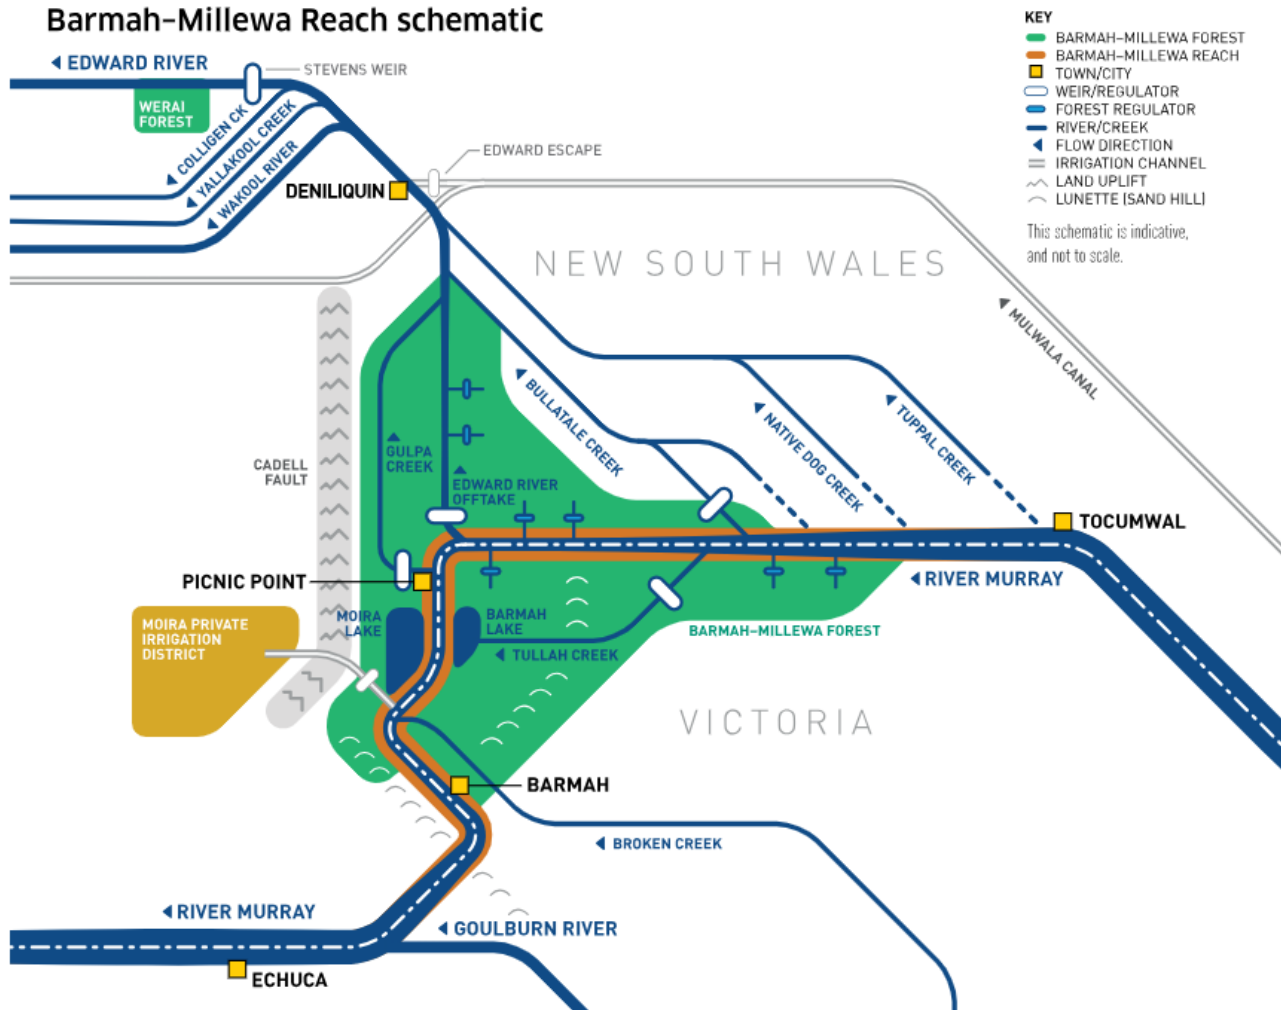 Barmah–Millewa Reach schematic
KEY
BARMAH–MILLEWA FOREST
BARMAH–MILLEWA REACH
TOWN/CITY
WEIR/REGULATOR
FOREST REGULATOR
RIVER/CREEK
FLOW DIRECTION
IRRIGATION CHANNEL
LAND UPLIFT
LUNETTE (SAND HILL)
This schematic is indicative,
and not to scale.
EDWARD RIVER
STEVENS WEIR
WERAI
FOREST
COLLIGEN CK
YALLAKOOL CREEK
WAKOOL RIVER
EDWARD ESCAPE
DENILIQUIN
NEW SOUTH WALES
MULWALA CANAL
BULLATALE CREEK
NATIVE DOG CREEK
TUPPAL CREEK
GULPA
CREEK
CADELL
FAULT
EDWARD RIVER
OFFTAKE
TOCUMWAL
PICNIC POINT
RIVER MURRAY
MOIRA
LAKE
BARMAH
LAKE
MOIRA PRIVATE
IRRIGATION
DISTRICT
BARMAH–MILLEWA FOREST
TULLAH CREEK
VICTORIA
BARMAH
BROKEN CREEK
RIVER MURRAY
GOULBURN RIVER
ECHUCA